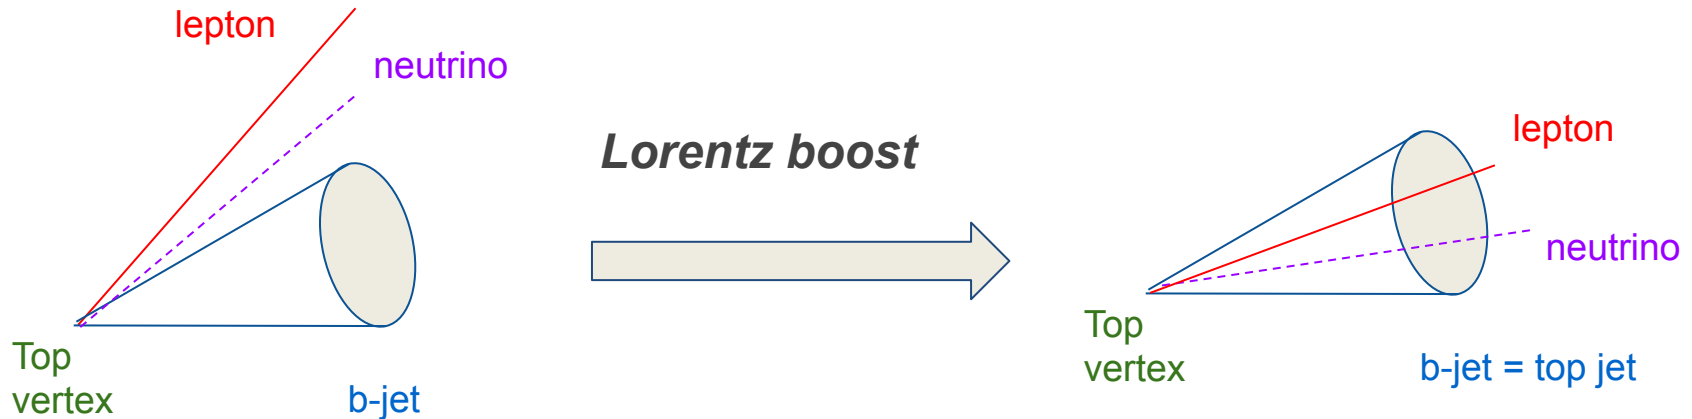 lepton
neutrino
Top
vertex
b-jet
Lorentz boost
lepton
neutrino
Top
vertex
b-jet = top jet